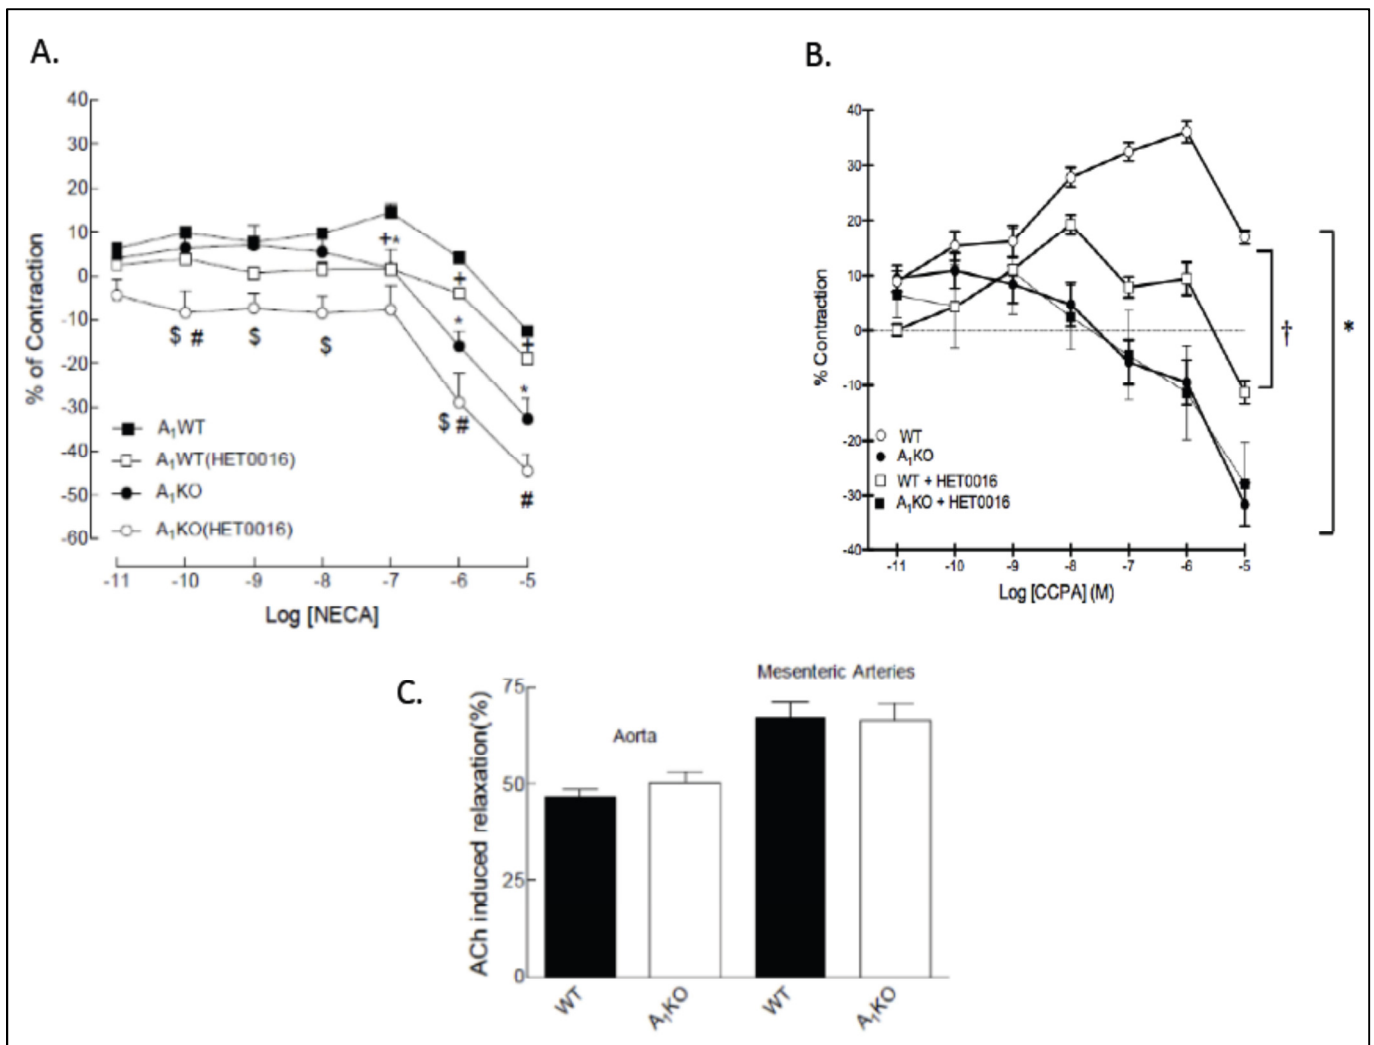 A.
40
30
20
10
0
-10
-20
-30
-40
-50
-60
% of Contraction
+*
+
*
+
*
$ #
$
$
$ #
#
A₁WT
A₁WT(HET0016)
A₁KO
A₁KO(HET0016)
-11 -10 -9 -8 -7 -6 -5
Log [NECA]
B.
40
30
20
10
0
-10
-20
-30
-40
% Contraction
† *
WT
A₁KO
WT + HET0016
A₁KO + HET0016
-11 -10 -9 -8 -7 -6 -5
Log [CCPA] (M)
C.
75
50
25
0
ACh induced relaxation(%)
Mesenteric Arteries
Aorta
WT A₁KO WT A₁KO